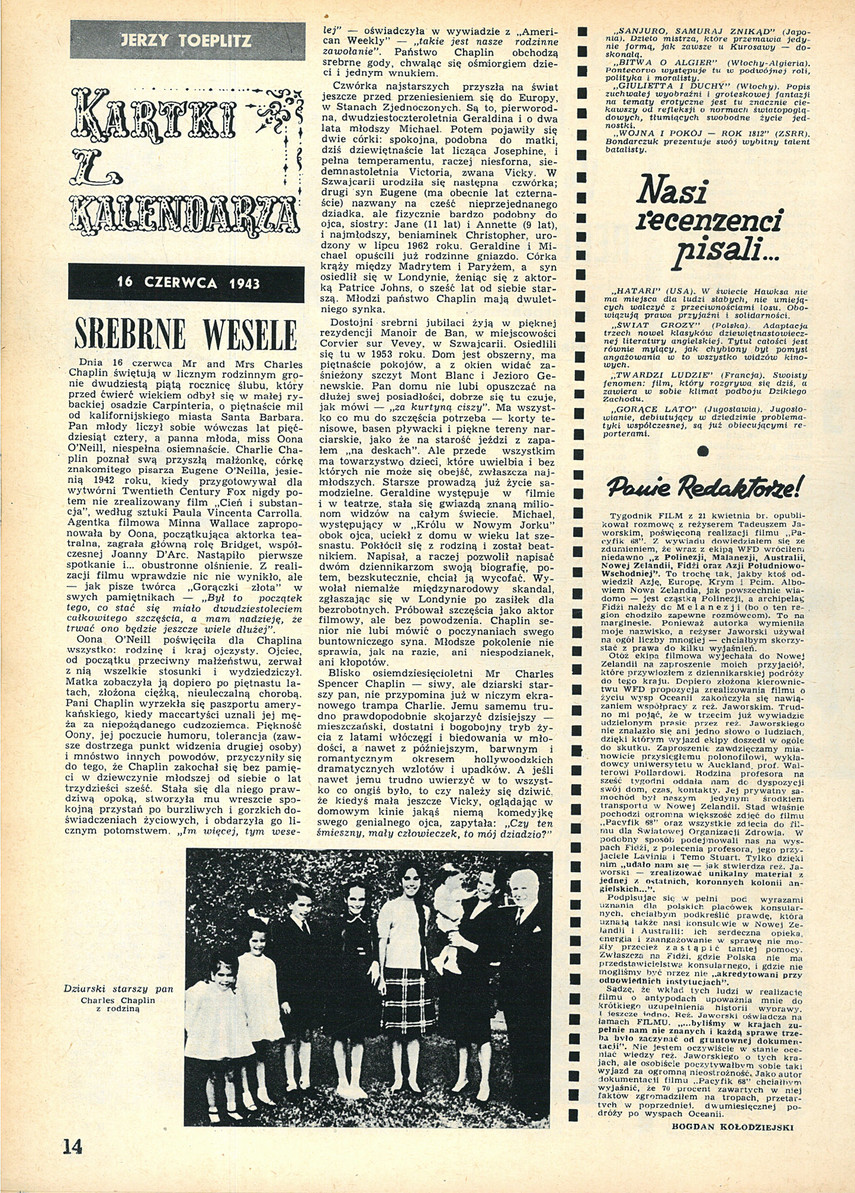 JERZY TOEPLITZ
KARTKI
Z
KALENDARZA
16 CZERWCA 1943
SREBRNE WESELE
Dnia 16 czerwca Mr and Mrs Charles
Chaplin świętują w licznym rodzinnym gro-
nie dwudziestą piątą rocznicę ślubu, który
przed ćwierć wiekiem odbył się w małej ry-
backiej osadzie Carpinteria, o piętnaście mil
od kalifornijskiego miasta Santa Barbara.
Pan młody liczył sobie wówczas lat pięć-
dziesiąt cztery, a panna młoda, miss Oona
O'Neill, niespełna osiemnaście. Charlie Cha-
plin poznał swą przyszłą małżonkę, córkę
znakomitego pisarza Eugene O'Neilla, jesie-
nią 1942 roku, kiedy przygotowywał dla
wytwórni Twentieth Century Fox nigdy po-
tem nie zrealizowany film „Cień i substan-
cja”, według sztuki Paula Vincenta Carrolla.
Agentka filmowa Minna Wallace zapropo-
nowała by Oona, początkująca aktorka tea-
tralna, zagrała główną rolę Bridget, współ-
czesnej Joanny D'Arc. Nastąpiło pierwsze
spotkanie i... obustronne olśnienie. Z reali-
zacji filmu wprawdzie nic nie wynikło, ale
— jak pisze twórca „Gorączki złota” w
swych pamiętnikach — „Był to początek
tego, co stać się miało dwudziestoleciem
całkowitego szczęścia, a mam nadzieję, że
trwać ono będzie jeszcze wiele dłużej”.
Oona O'Neill poświęciła dla Chaplina
wszystko: rodzinę i kraj ojczysty. Ojciec,
od początku przeciwny małżeństwu, zerwał
z nią wszelkie stosunki i wydziedziczył.
Matka zobaczyła ją dopiero po piętnastu la-
tach, złożona ciężką, nieuleczalną chorobą.
Pani Chaplin wyrzekła się paszportu amery-
kańskiego, kiedy maccartyści uznali jej mę-
ża za niepożądanego cudzoziemca. Piękność
Oony, jej poczucie humoru, tolerancja (zaw-
sze dostrzega punkt widzenia drugiej osoby)
i mnóstwo innych powodów, przyczyniły się
do tego, że Chaplin zakochał się bez pamię-
ci w dziewczynie młodszej od siebie o lat
trzydzieści sześć. Stała się dla niego praw-
dziwą opoką, stworzyła mu wreszcie spo-
kojną przystań po burzliwych i gorzkich do-
świadczeniach życiowych, i obdarzyła go li-
cznym potomstwem. „Im więcej, tym wese-
lej” — oświadczyła w wywiadzie z „Ameri-
can Weekly” — „takie jest nasze rodzinne
zawołanie”. Państwo Chaplin obchodzą
srebrne gody, chwaląc się ośmiorgiem dzie-
ci i jednym wnukiem.
Czwórka najstarszych przyszła na świat
jeszcze przed przeniesieniem się do Europy,
w Stanach Zjednoczonych. Są to, pierworod-
na, dwudziestoczteroletnia Geraldina i o dwa
lata młodszy Michael. Potem pojawiły się
dwie córki: spokojna, podobna do matki,
dziś dziewiętnaście lat licząca Josephine, i
pełna temperamentu, raczej niesforna, sie-
demnastoletnia Victoria, zwana Vicky. W
Szwajcarii urodziła się następna czwórka;
drugi syn Eugene (ma obecnie lat czterna-
ście) nazwany na cześć nieprzejednanego
dziadka, ale fizycznie bardzo podobny do
ojca, siostry: Jane (11 lat) i Annette (9 lat),
i najmłodszy, beniaminek Christopher, uro-
dzony w lipcu 1962 roku. Geraldine i Mi-
chael opuścili już rodzinne gniazdo. Córka
krąży między Madrytem i Paryżem, a syn
osiedlił się w Londynie, żeniąc się z aktor-
ką Patrice Johns, o sześć lat od siebie star-
szą. Młodzi państwo Chaplin mają dwulet-
niego synka.
Dostojni srebrni jubilaci żyją w pięknej
rezydencji Manoir de Ban, w miejscowości
Corvier sur Vevey, w Szwajcarii. Osiedlili
się tu w 1953 roku. Dom jest obszerny, ma
piętnaście pokojów, a z okien widać za-
śnieżony szczyt Mont Blanc i Jezioro Ge-
newskie. Pan domu nie lubi opuszczać na
dłużej swej posiadłości, dobrze się tu czuje,
jak mówi — „za kurtyną ciszy”. Ma wszyst-
ko co mu do szczęścia potrzeba — korty te-
nisowe, basen pływacki i piękne tereny nar-
ciarskie, jako że na starość jeździ z zapa-
łem „na deskach”. Ale przede wszystkim
ma towarzystwo dzieci, które uwielbia i bez
których nie może się obejść, zwłaszcza naj-
młodszych. Starsze prowadzą już życie sa-
modzielne. Geraldine występuje w filmie
i w teatrze, stała się gwiazdą znaną milio-
nom widzów na całym świecie. Michael,
występujący w „Królu w Nowym Jorku”
obok ojca, uciekł z domu w wieku lat sze-
snastu. Pokłócił się z rodziną i został beat-
nikiem. Napisał, a raczej pozwolił napisać
dwóm dziennikarzom swoją biografię, po-
tem, bezskutecznie, chciał ją wycofać. Wy-
wołał niemalże międzynarodowy skandal,
zgłaszając się w Londynie po zasiłek dla
bezrobotnych. Próbował szczęścia jako aktor
filmowy, ale bez powodzenia. Chaplin se-
nior nie lubi mówić o poczynaniach swego
buntowniczego syna. Młodsze pokolenie nie
sprawia, jak na razie, ani niespodzianek,
ani kłopotów.
Blisko osiemdziesięcioletni Mr Charles
Spencer Chaplin — siwy, ale dziarski star-
szy pan, nie przypomina już w niczym ekra-
nowego trampa Charlie. Jemu samemu tru-
dno prawdopodobnie skojarzyć dzisiejszy —
mieszczański, dostatni i bogobojny tryb ży-
cia z latami włóczęgi i biedowania w mło-
dości, a nawet z późniejszym, barwnym i
romantycznym okresem hollywoodzkich
dramatycznych wzlotów i upadków. A jeśli
nawet jemu trudno uwierzyć w to wszyst-
ko co ongiś było, to czy należy się dziwić,
że kiedyś mała jeszcze Vicky, oglądając w
domowym kinie jakąś niemą komedyjkę
swego genialnego ojca, zapytała: „Czy ten
śmieszny, mały człowieczek, to mój dziadzio?”
Dziurski starszy pan
Charles Chaplin
z rodziną
14
„SANJURO, SAMURAJ ZNIKĄD” (Japo-
nia). Dzieło mistrza, które przemawia jedy-
nie formą, jak zawsze u Kurosawy — do-
skonałą.
„BITWA O ALGIER” (Włochy-Algieria).
Pontecorvo występuje tu w podwójnej roli,
polityka i moralisty.
„GIULIETTA I DUCHY” (Włochy). Popis
zuchwałej wyobraźni i groteskowej fantazji
na tematy erotyczne jest tu znacznie cie-
kawszy od refleksji o normach światopoglą-
dowych, tłumiących swobodne życie jed-
nostki.
„WOJNA I POKÓJ — ROK 1812” (ZSRR).
Bondarczuk prezentuje swój wybitny talent
batalisty.
Nasi
recenzenci
pisali...
„HATARI” (USA). W świecie Hawksa nie
ma miejsca dla ludzi słabych, nie umieją-
cych walczyć z przeciwnościami losu. Obo-
wiązują prawa przyjaźni i solidarności.
„ŚWIAT GROZY” (Polska). Adaptacja
trzech nowel klasyków dziewiętnastowiecz-
nej literatury angielskiej. Tytuł całości jest
równie mylący, jak chybiony był pomysł
angażowania w to wszystko widzów kino-
wych.
„TWARDZI LUDZIE” (Francja). Swoisty
fenomen: film, który rozgrywa się dziś, a
zawiera w sobie klimat podboju Dzikiego
Zachodu.
„GORĄCE LATO” (Jugosławia). Jugosło-
wianie, debiutujący w dziedzinie problema-
tyki współczesnej, są już obiecującymi re-
porterami.
Panie Redaktorze!
Tygodnik FILM z 21 kwietnia br. opubli-
kował rozmowę z reżyserem Tadeuszem Ja-
worskim, poświęconą realizacji filmu „Pa-
cyfik 68”. Z wywiadu dowiedziałem się ze
zdumieniem, że wraz z ekipą WFD wróciłem
niedawno „z Polinezji, Malanezji, Australii,
Nowej Zelandii, Fidżi oraz Azji Południowo-
Wschodniej”. To trochę tak, jakby ktoś od-
wiedził Azję, Europę, Krym i Pcim. Albo-
wiem Nowa Zelandia, jak powszechnie wia-
domo — jest cząstką Polinezji, a archipelag
Fidżi należy do Melanezji (bo o ten re-
gion chodziło zapewne rozmówcom). To na
marginesie. Ponieważ autorka wymieniła
moje nazwisko, a reżyser Jaworski używał
na ogół liczby mnogiej — chciałbym skorzy-
stać z prawa do kilku wyjaśnień.
Otóż ekipa filmowa wyjechała do Nowej
Zelandii na zaproszenie moich przyjaciół,
które przywiozłem z dziennikarskiej podróży
do tego kraju. Dopiero złożona kierownic-
twu WFD propozycja zrealizowania filmu o
życiu wysp Oceanii zakończyła się nawią-
zaniem współpracy z reż. Jaworskim. Trud-
no mi pojąć, że w trzecim już wywiadzie
udzielonym prasie przez reż. Jaworskiego
nie znalazło się ani jedno słowo o ludziach,
dzięki którym wyjazd ekipy doszedł w ogóle
do skutku. Zaproszenie zawdzięczamy mia-
nowicie przysięgłemu polonofilowi, wykła-
dowcy uniwersytetu w Auckland, prof. Wal-
terowi Pollardowi. Rodzina profesora na
sześć tygodni oddała nam do dyspozycji
swój dom, czas, kontakty. Jej prywatny sa-
mochód był naszym jedynym środkiem
transportu w Nowej Zelandii. Stąd właśnie
pochodzi ogromna większość zdjęć do filmu
„Pacyfik 68” oraz wszystkie zdjęcia do fil-
mu dla Światowej Organizacji Zdrowia. W
podobny sposób podejmowali nas na wys-
pach Fidżi, z polecenia profesora, jego przy-
jaciele Lavinia i Temo Stuart. Tylko dzięki
nim „udało nam się — jak stwierdza reż. Ja-
worski — zrealizować unikalny materiał z
jednej z ostatnich, koronnych kolonii an-
gielskich...”.
Podpisując się w pełni pod wyrazami
uznania dla polskich placówek konsular-
nych, chciałbym podkreślić prawdę, którą
uznają także nasi konsulowie w Nowej Ze-
landii i Australii: ich serdeczna opieka,
energia i zaangażowanie w sprawę nie mo-
gły przecież zastąpić tamtej pomocy.
Zwłaszcza na Fidżi, gdzie Polska nie ma
przedstawicielstwa konsularnego, i gdzie nie
mogliśmy być przez nie „akredytowani przy
odpowiednich instytucjach”.
Sądzę, że wkład tych ludzi w realizację
filmu o antypodach upoważnia mnie do
krótkiego uzupełnienia historii wyprawy.
I jeszcze jedno. Reż. Jaworski oświadcza na
łamach FILMU. „...byliśmy w krajach zu-
pełnie nam nie znanych i każdą sprawę trze-
ba było zaczynać od gruntownej dokumen-
tacji”. Nie jestem oczywiście w stanie oce-
niać wiedzy reż. Jaworskiego o tych kra-
jach, ale osobiście poczytywałbym sobie taki
wyjazd za ogromną nieostrożność. Jako autor
dokumentacji filmu „Pacyfik 68” chciałbym
wyjaśnić, że 70 procent zawartych w niej
faktów zgromadziłem na tropach, przetar-
tych w poprzedniej, dwumiesięcznej po-
dróży po wyspach Oceanii.
BOGDAN KOŁODZIEJSKI